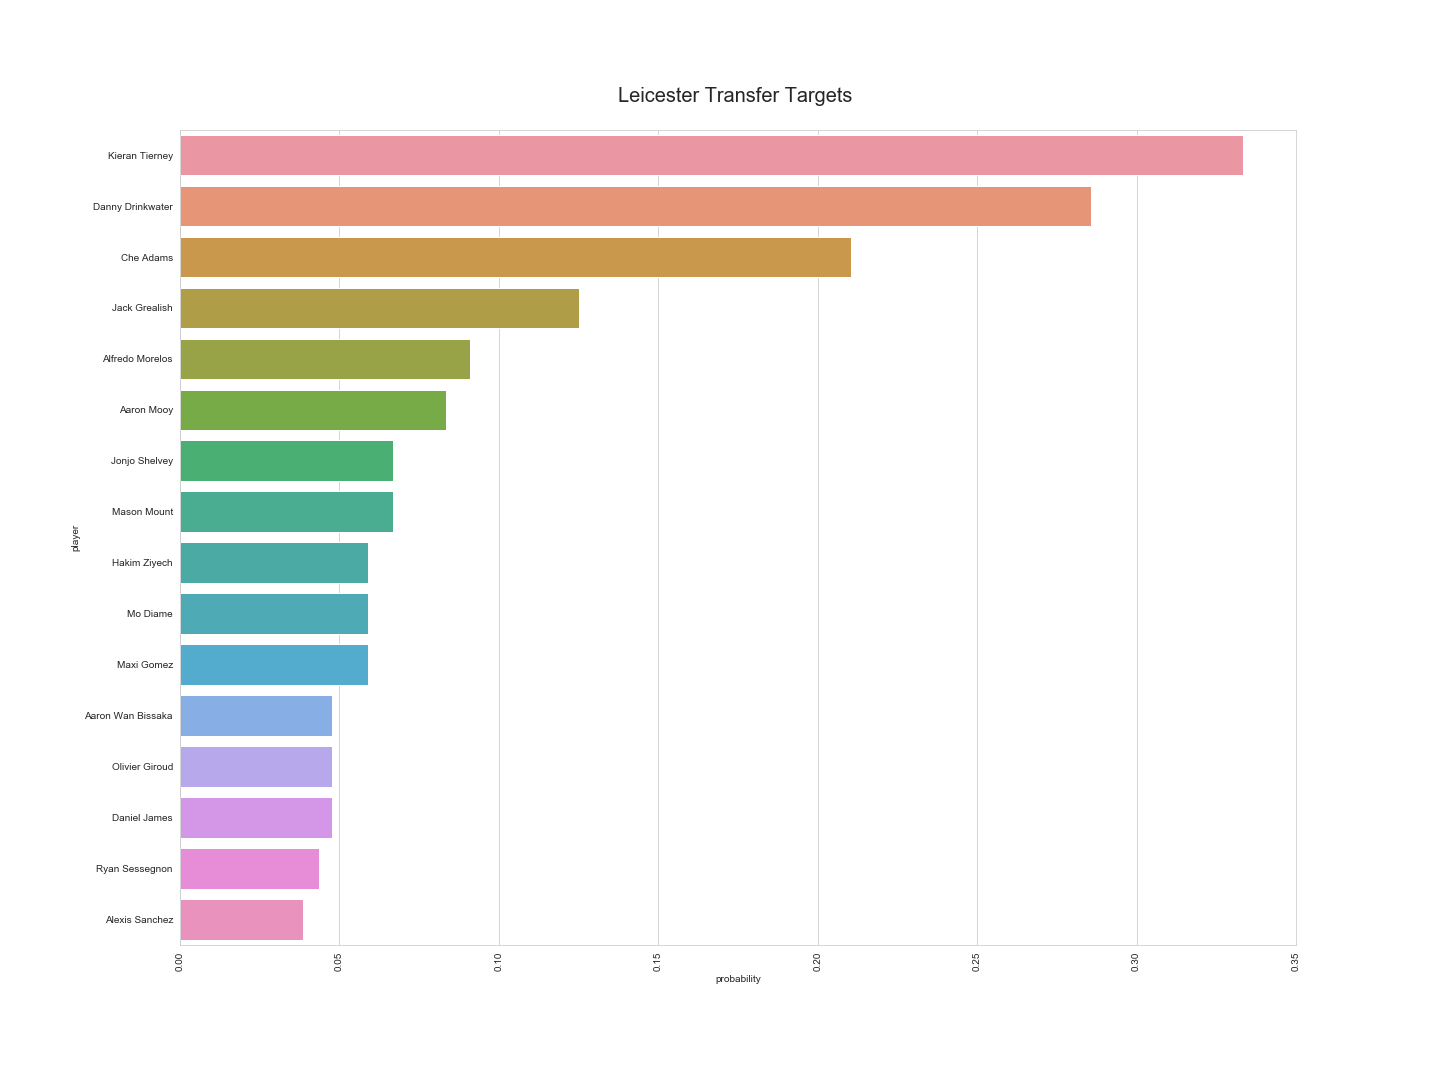 Leicester Transfer Targets
Kieran Tierney
Danny Drinkwater
Che Adams
Jack Grealish
Alfredo Morelos
Aaron Mooy
Jonjo Shelvey
Mason Mount
Hakim Ziyech
Mo Diame
Maxi Gomez
Aaron Wan Bissaka
Olivier Giroud
Daniel James
Ryan Sessegnon
Alexis Sanchez
player
0.00
0.05
0.10
0.15
0.20
0.25
0.30
0.35
probability